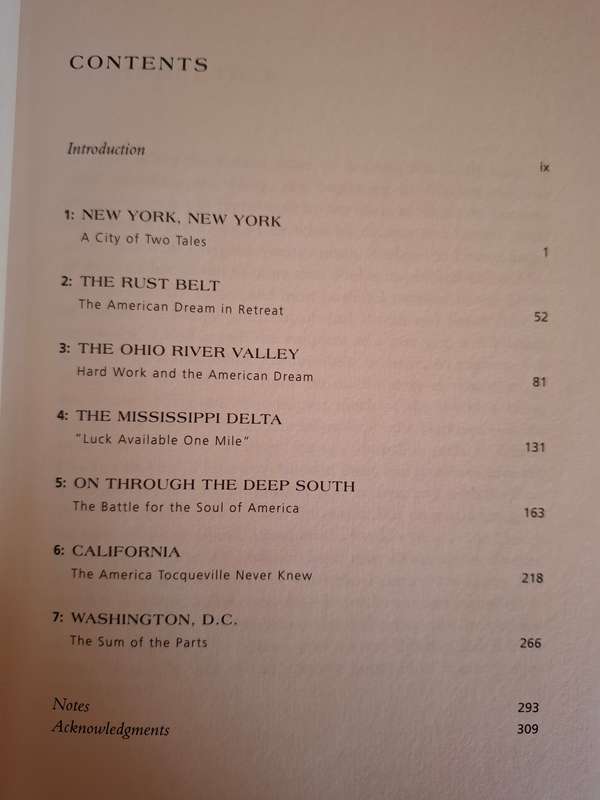 CONTENTS
Introduction ix
1: NEW YORK, NEW YORK
A City of Two Tales 1
2: THE RUST BELT
The American Dream in Retreat 52
3: THE OHIO RIVER VALLEY
Hard Work and the American Dream 81
4: THE MISSISSIPPI DELTA
"Luck Available One Mile" 131
5: ON THROUGH THE DEEP SOUTH
The Battle for the Soul of America 163
6: CALIFORNIA
The America Tocqueville Never Knew 218
7: WASHINGTON, D.C.
The Sum of the Parts 266
Notes 293
Acknowledgments 309